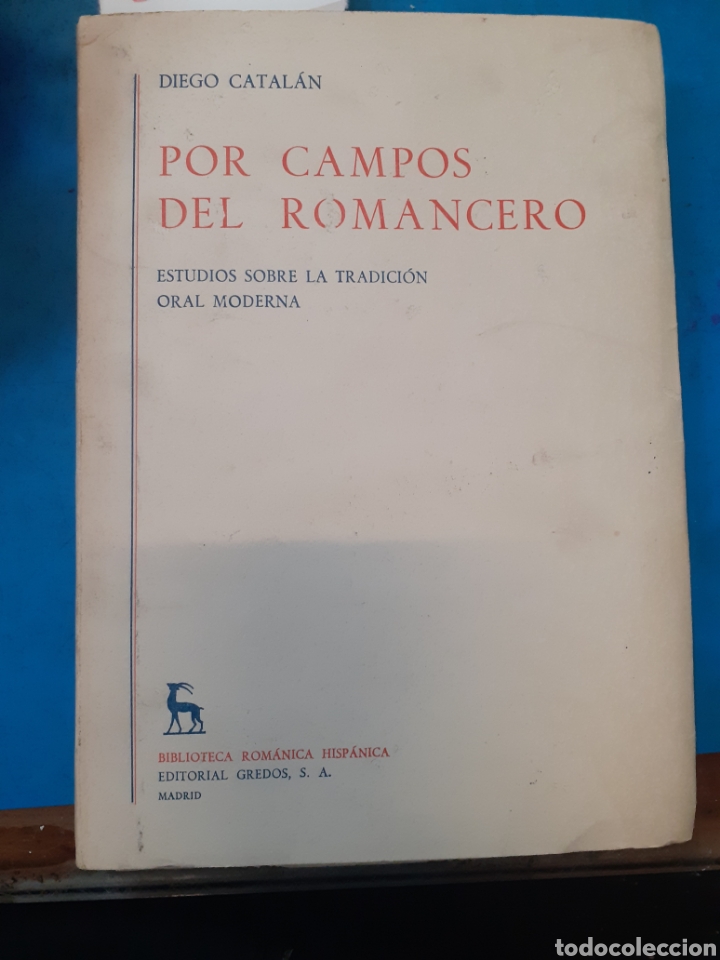 DIEGO CATALÁN
POR CAMPOS
DEL ROMANCERO
ESTUDIOS SOBRE LA TRADICIÓN
ORAL MODERNA
BIBLIOTECA ROMÁNICA HISPÁNICA
EDITORIAL GREDOS, S. A.
MADRID
todocoleccion.net